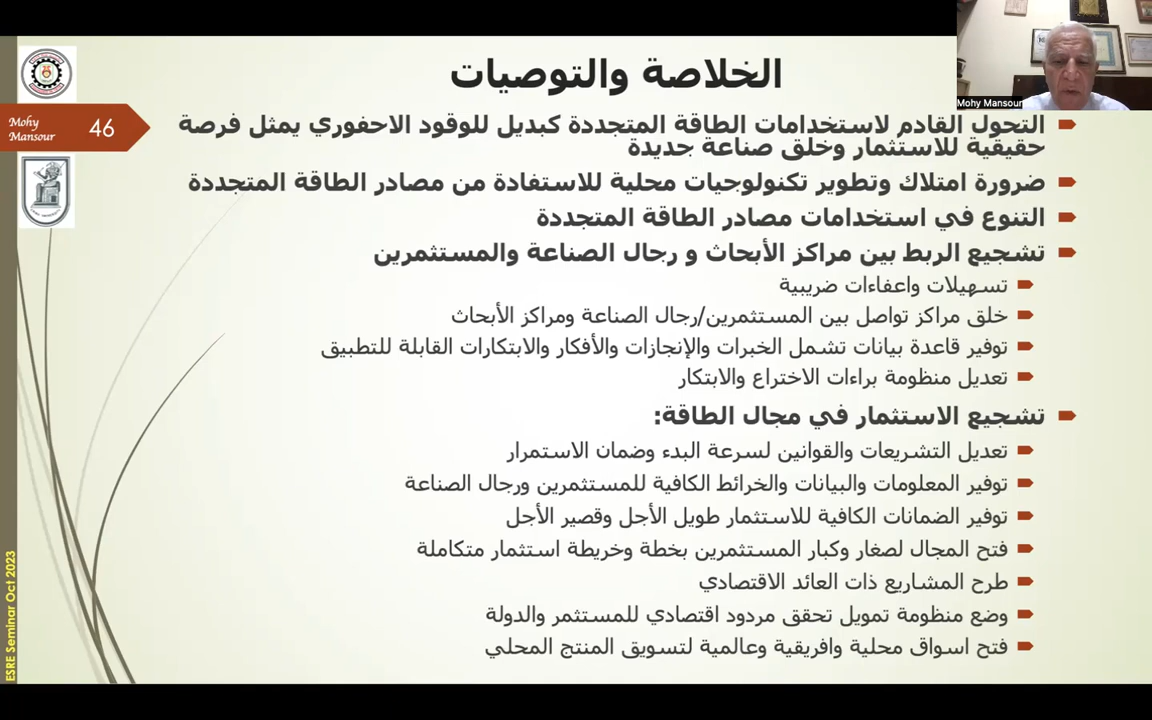 الخلاصة والتوصيات
Mohy Mansour
Mohy
Mansour
46
التحول القادم لاستخدامات الطاقة المتجددة كبديل للوقود الاحفوري يمثل فرصة
حقيقية للاستثمار وخلق صناعة جديدة
ضرورة امتلاك وتطوير تكنولوجيات محلية للاستفادة من مصادر الطاقة المتجددة
التنوع في استخدامات مصادر الطاقة المتجددة
تشجيع الربط بين مراكز الأبحاث و رجال الصناعة والمستثمرين
تسهيلات واعفاءات ضريبية
خلق مراكز تواصل بين المستثمرين/رجال الصناعة ومراكز الأبحاث
توفير قاعدة بيانات تشمل الخبرات والإنجازات والأفكار والابتكارات القابلة للتطبيق
تعديل منظومة براءات الاختراع والابتكار
تشجيع الاستثمار في مجال الطاقة:
تعديل التشريعات والقوانين لسرعة البدء وضمان الاستمرار
توفير المعلومات والبيانات والخرائط الكافية للمستثمرين ورجال الصناعة
توفير الضمانات الكافية للاستثمار طويل الأجل وقصير الأجل
فتح المجال لصغار وكبار المستثمرين بخطة وخريطة استثمار متكاملة
طرح المشاريع ذات العائد الاقتصادي
وضع منظومة تمويل تحقق مردود اقتصادي للمستثمر والدولة
فتح اسواق محلية وافريقية وعالمية لتسويق المنتج المحلي
ESRE Seminar Oct 2023